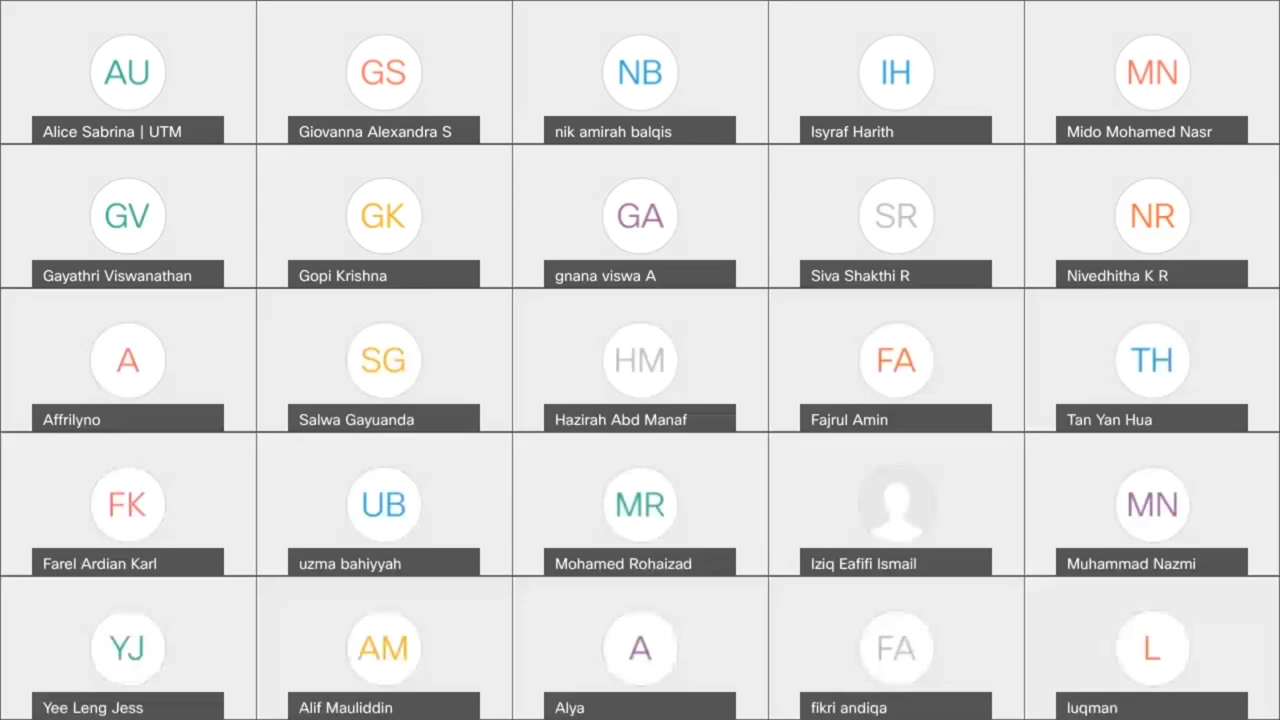 AU
Alice Sabrina | UTM
GS
Giovanna Alexandra S
NB
nik amirah balqis
IH
Isyraf Harith
MN
Mido Mohamed Nasr
GV
Gayathri Viswanathan
GK
Gopi Krishna
GA
gnana viswa A
SR
Siva Shakthi R
NR
Nivedhitha K R
A
Affrilyno
SG
Salwa Gayuanda
HM
Hazirah Abd Manaf
FA
Fajrul Amin
TH
Tan Yan Hua
FK
Farel Ardian Karl
UB
uzma bahiyyah
MR
Mohamed Rohaizad
Iziq Eafifi Ismail
MN
Muhammad Nazmi
YJ
Yee Leng Jess
AM
Alif Mauliddin
A
Alya
FA
fikri andiqa
L
luqman